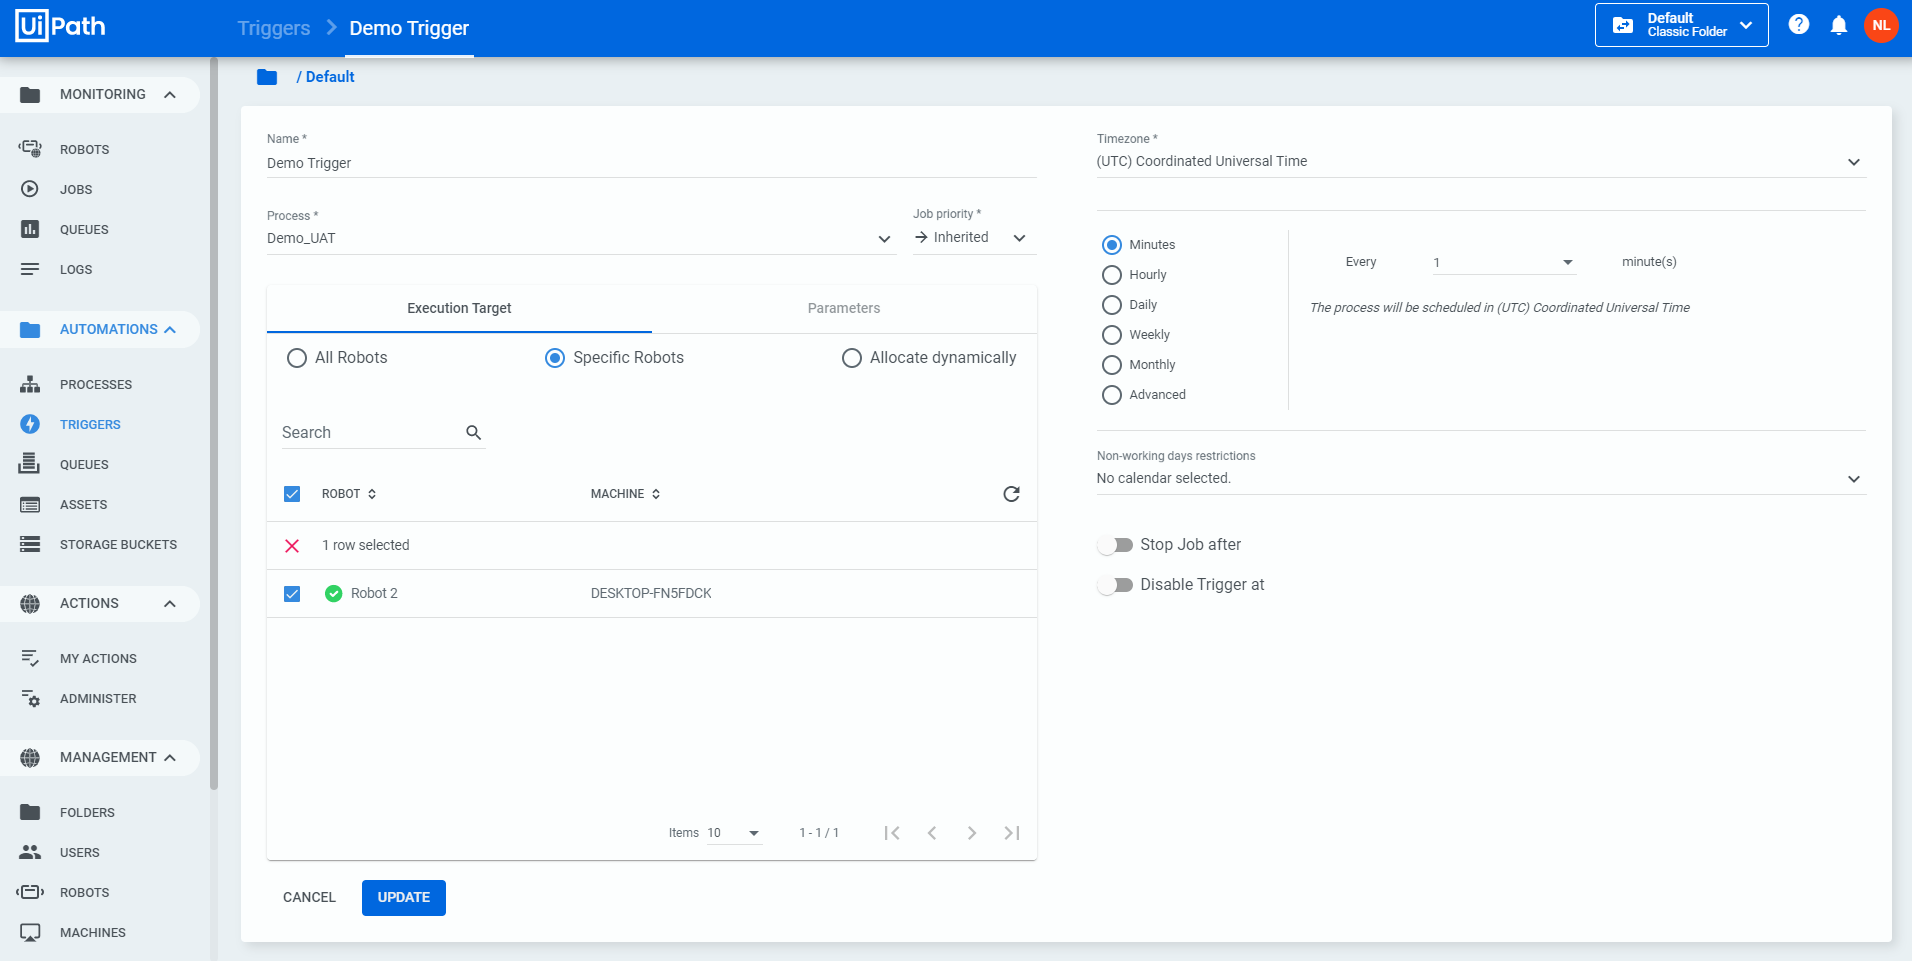 UiPath
Triggers
Demo Trigger
Default
Classic Folder
?
NL
/ Default
MONITORING
ROBOTS
JOBS
QUEUES
LOGS
AUTOMATIONS
PROCESSES
TRIGGERS
QUEUES
ASSETS
STORAGE BUCKETS
ACTIONS
MY ACTIONS
ADMINISTER
MANAGEMENT
FOLDERS
USERS
ROBOTS
MACHINES
Name *
Demo Trigger
Process *
Demo_UAT
Job priority *
Inherited
Execution Target
Parameters
All Robots
Specific Robots
Allocate dynamically
Search
ROBOT
MACHINE
1 row selected
Robot 2
DESKTOP-FN5FDCK
Items 10
1 - 1 / 1
CANCEL
UPDATE
Timezone *
(UTC) Coordinated Universal Time
Minutes
Hourly
Daily
Weekly
Monthly
Advanced
Every 1 minute(s)
The process will be scheduled in (UTC) Coordinated Universal Time
Non-working days restrictions
No calendar selected.
Stop Job after
Disable Trigger at